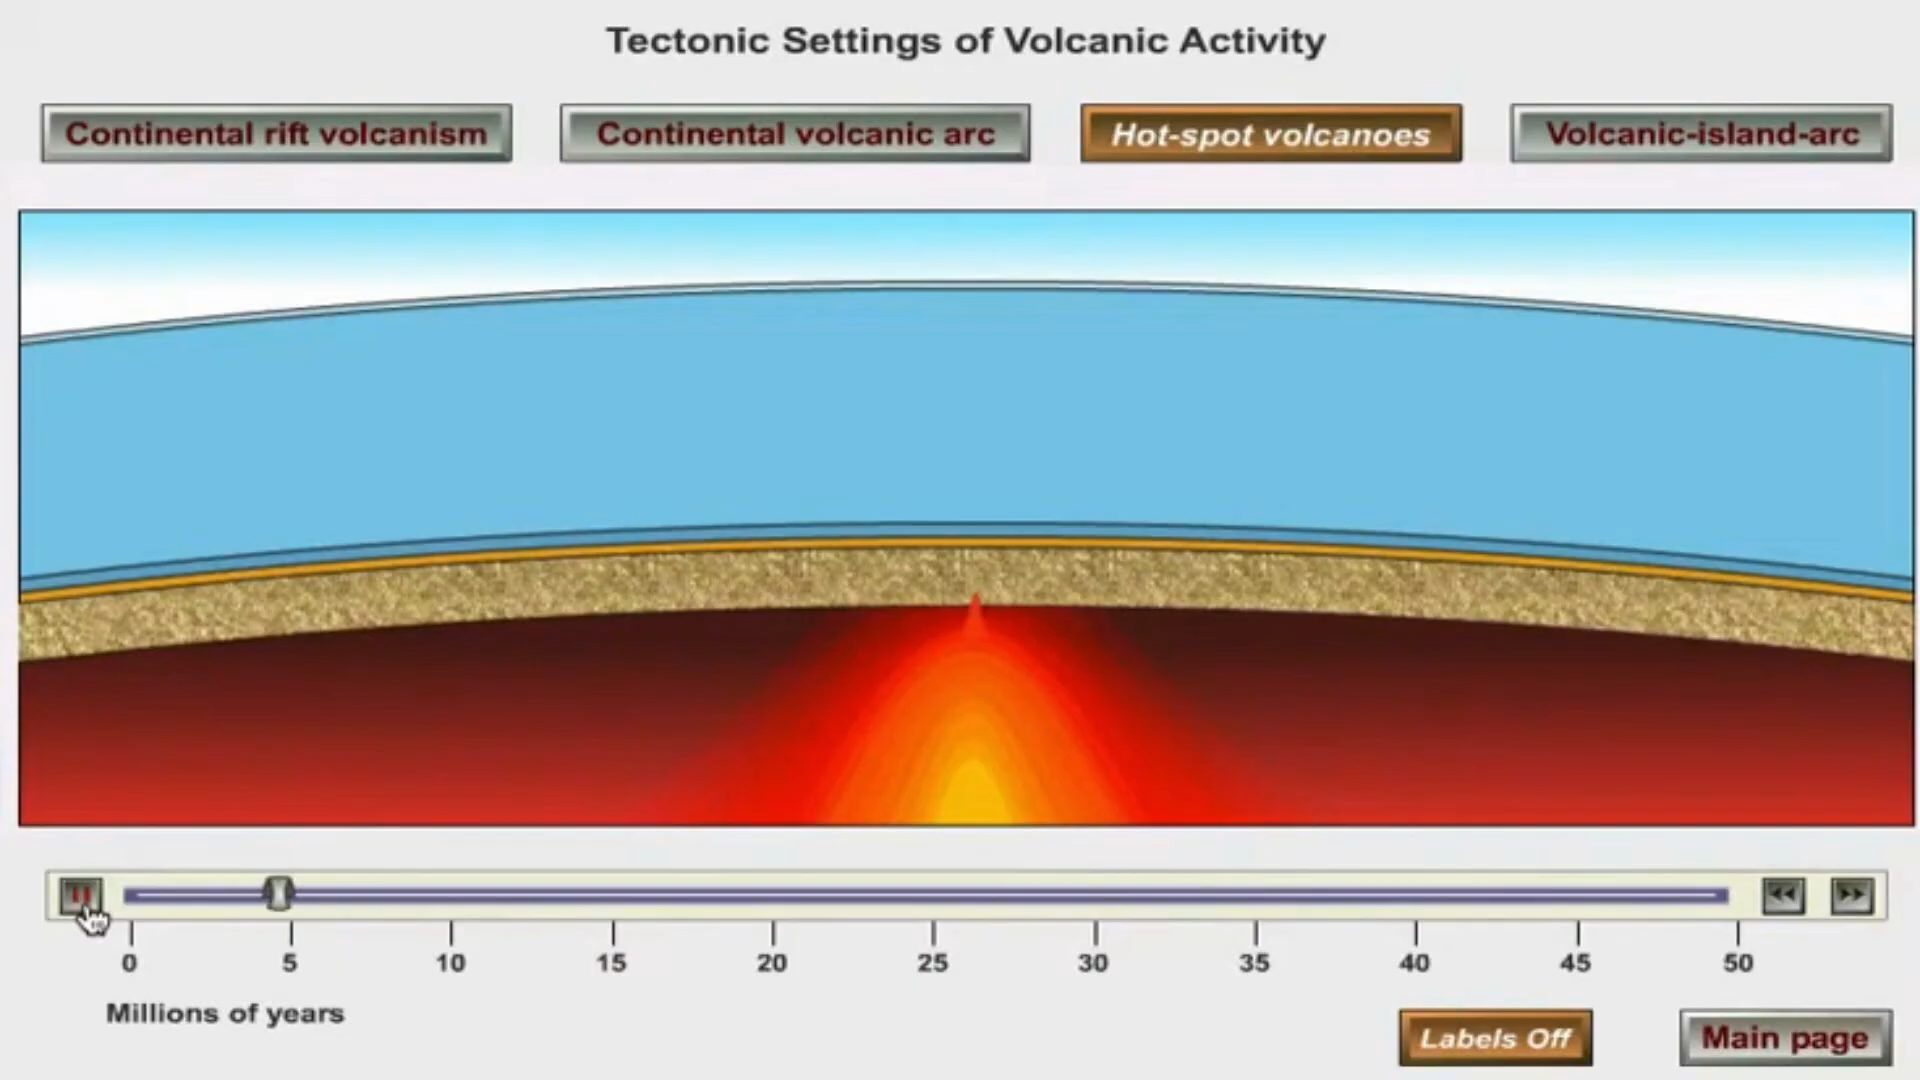 Tectonic Settings of Volcanic Activity
Continental rift volcanism
Continental volcanic arc
Hot-spot volcanoes
Volcanic-island-arc
0 5 10 15 20 25 30 35 40 45 50
Millions of years
Labels Off
Main page